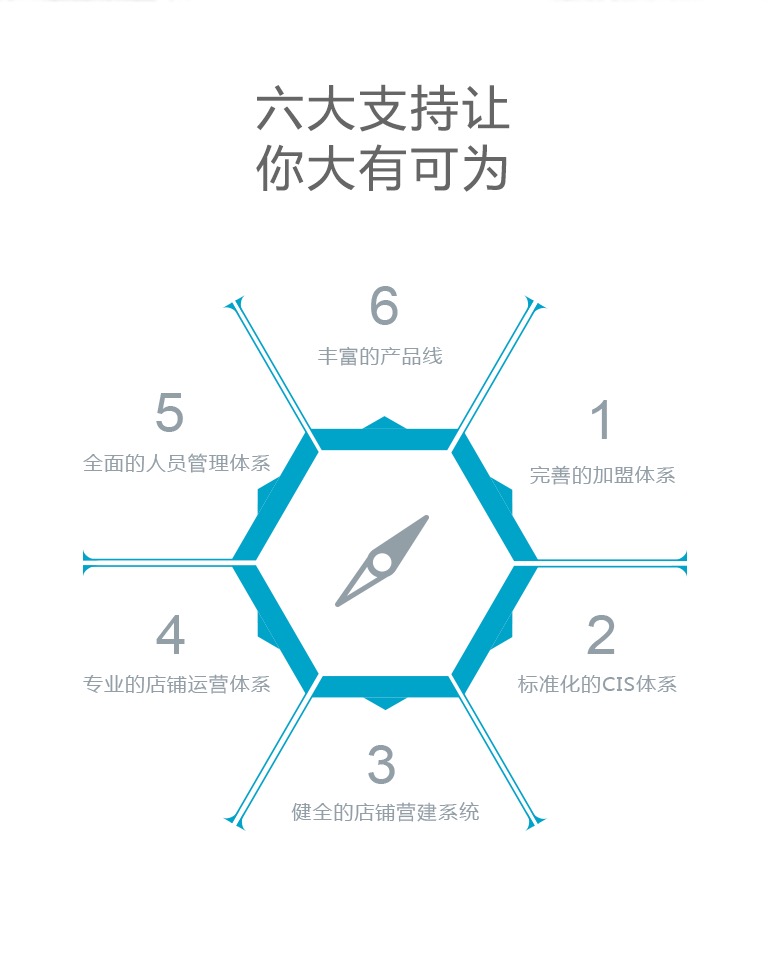 六大支持让
你大有可为
6
丰富的产品线
5
全面的人员管理体系
1
完善的加盟体系
4
专业的店铺运营体系
2
标准化的CIS体系
3
健全的店铺营建系统